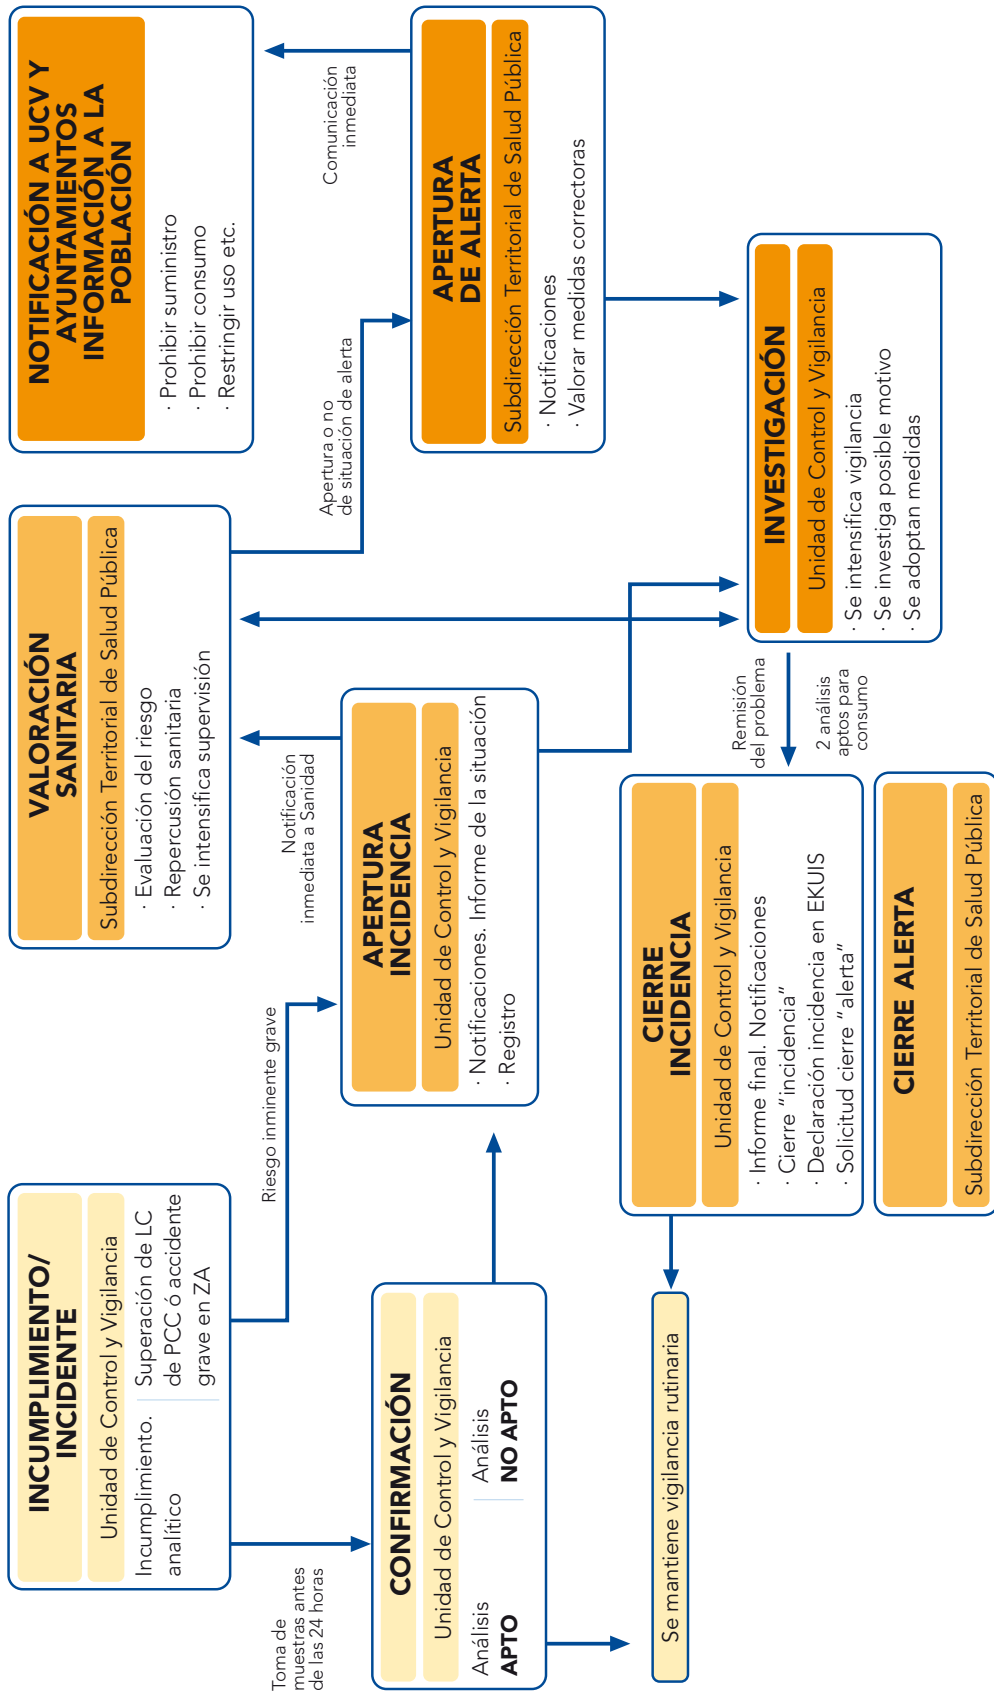 INCUMPLIMIENTO/
INCIDENTE
Unidad de Control y Vigilancia
Incumplimiento.
analítico
Superación de LC
de PCC ó accidente
grave en ZA
Toma de
muestras antes
de las 24 horas
Riesgo inminente grave
CONFIRMACIÓN
Unidad de Control y Vigilancia
Análisis
APTO
Análisis
NO APTO
Se mantiene vigilancia rutinaria
VALORACIÓN
SANITARIA
Subdirección Territorial de Salud Pública
· Evaluación del riesgo
· Repercusión sanitaria
· Se intensifica supervisión
Notificación
inmediata a Sanidad
APERTURA
INCIDENCIA
Unidad de Control y Vigilancia
· Notificaciones. Informe de la situación
· Registro
CIERRE
INCIDENCIA
Unidad de Control y Vigilancia
· Informe final. Notificaciones
· Cierre “incidencia”
· Declaración incidencia en EKUIS
· Solicitud cierre “alerta”
CIERRE ALERTA
Subdirección Territorial de Salud Pública
NOTIFICACIÓN A UCV Y
AYUNTAMIENTOS
INFORMACIÓN A LA
POBLACIÓN
· Prohibir suministro
· Prohibir consumo
· Restringir uso etc.
Apertura o no
de situación de alerta
Comunicación
inmediata
APERTURA
DE ALERTA
Subdirección Territorial de Salud Pública
· Notificaciones
· Valorar medidas correctoras
INVESTIGACIÓN
Unidad de Control y Vigilancia
· Se intensifica vigilancia
· Se investiga posible motivo
· Se adoptan medidas
Remisión
del problema
2 análisis
aptos para
consumo